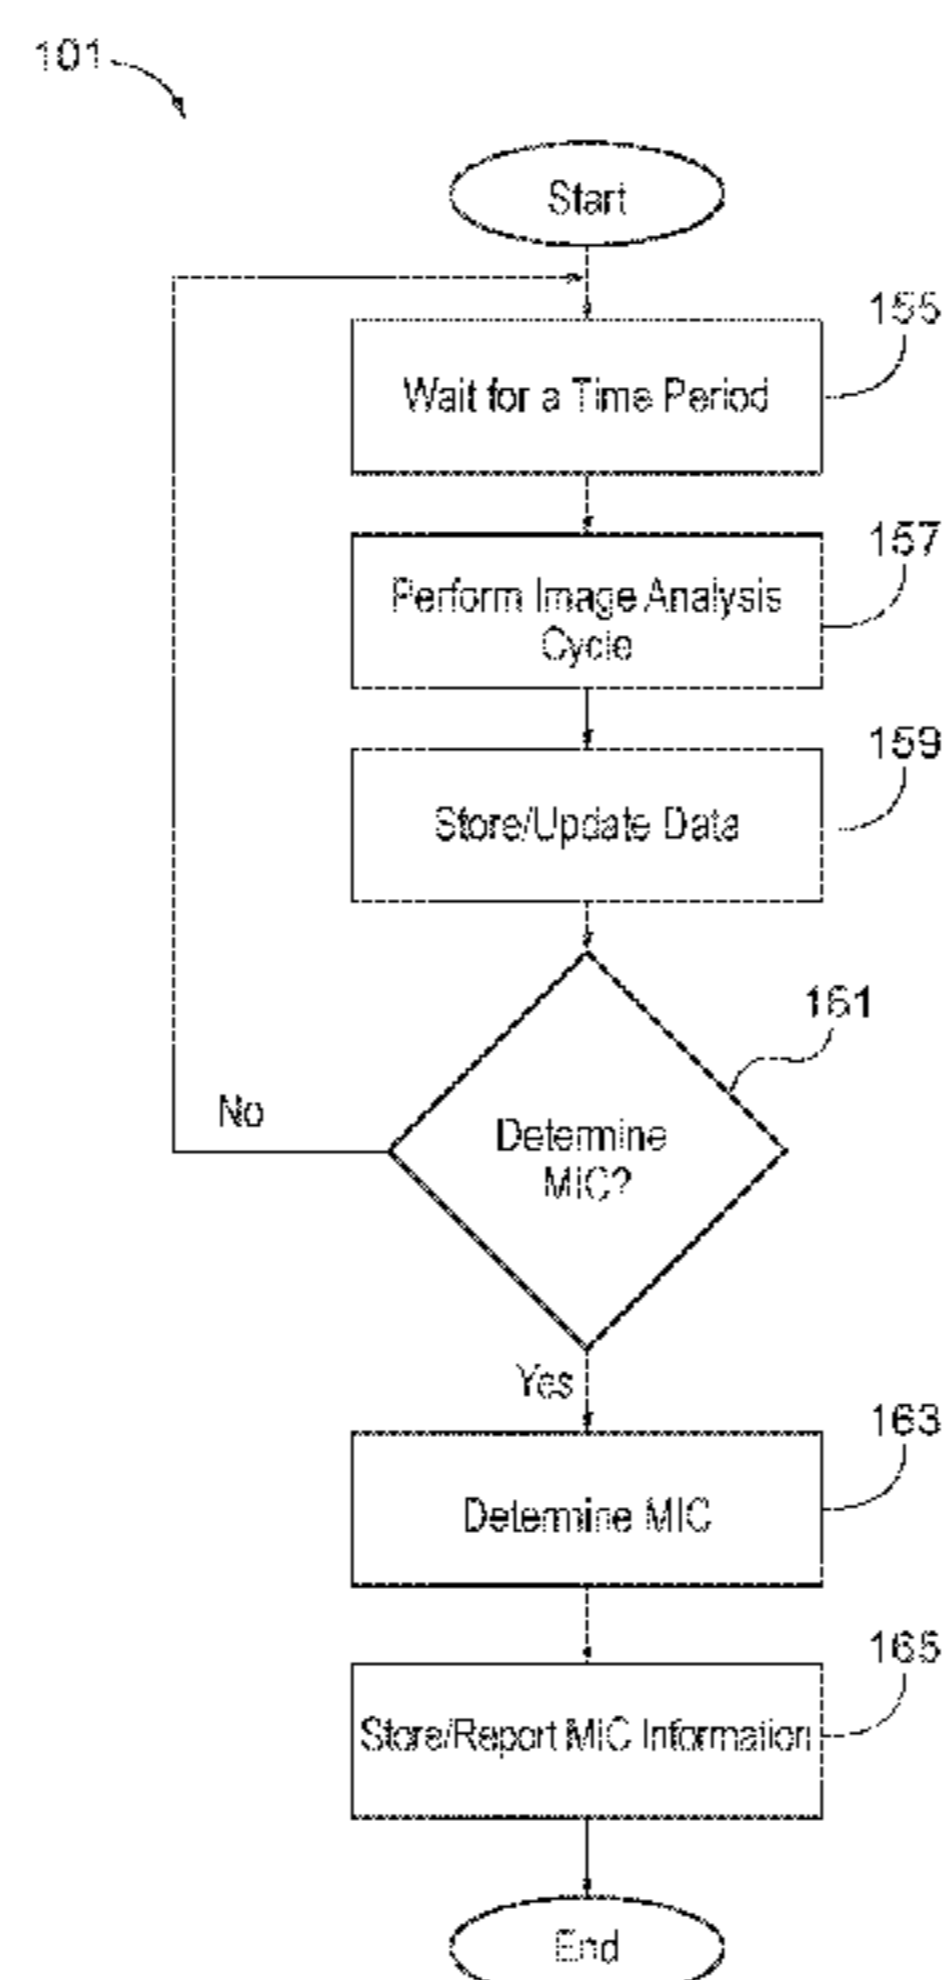 101
Start
155
Wait for a Time Period
157
Perform Image Analysis
Cycle
159
Store/Update Data
161
No
Determine
MIC?
Yes
163
Determine MIC
165
Store/Report MIC Information
End